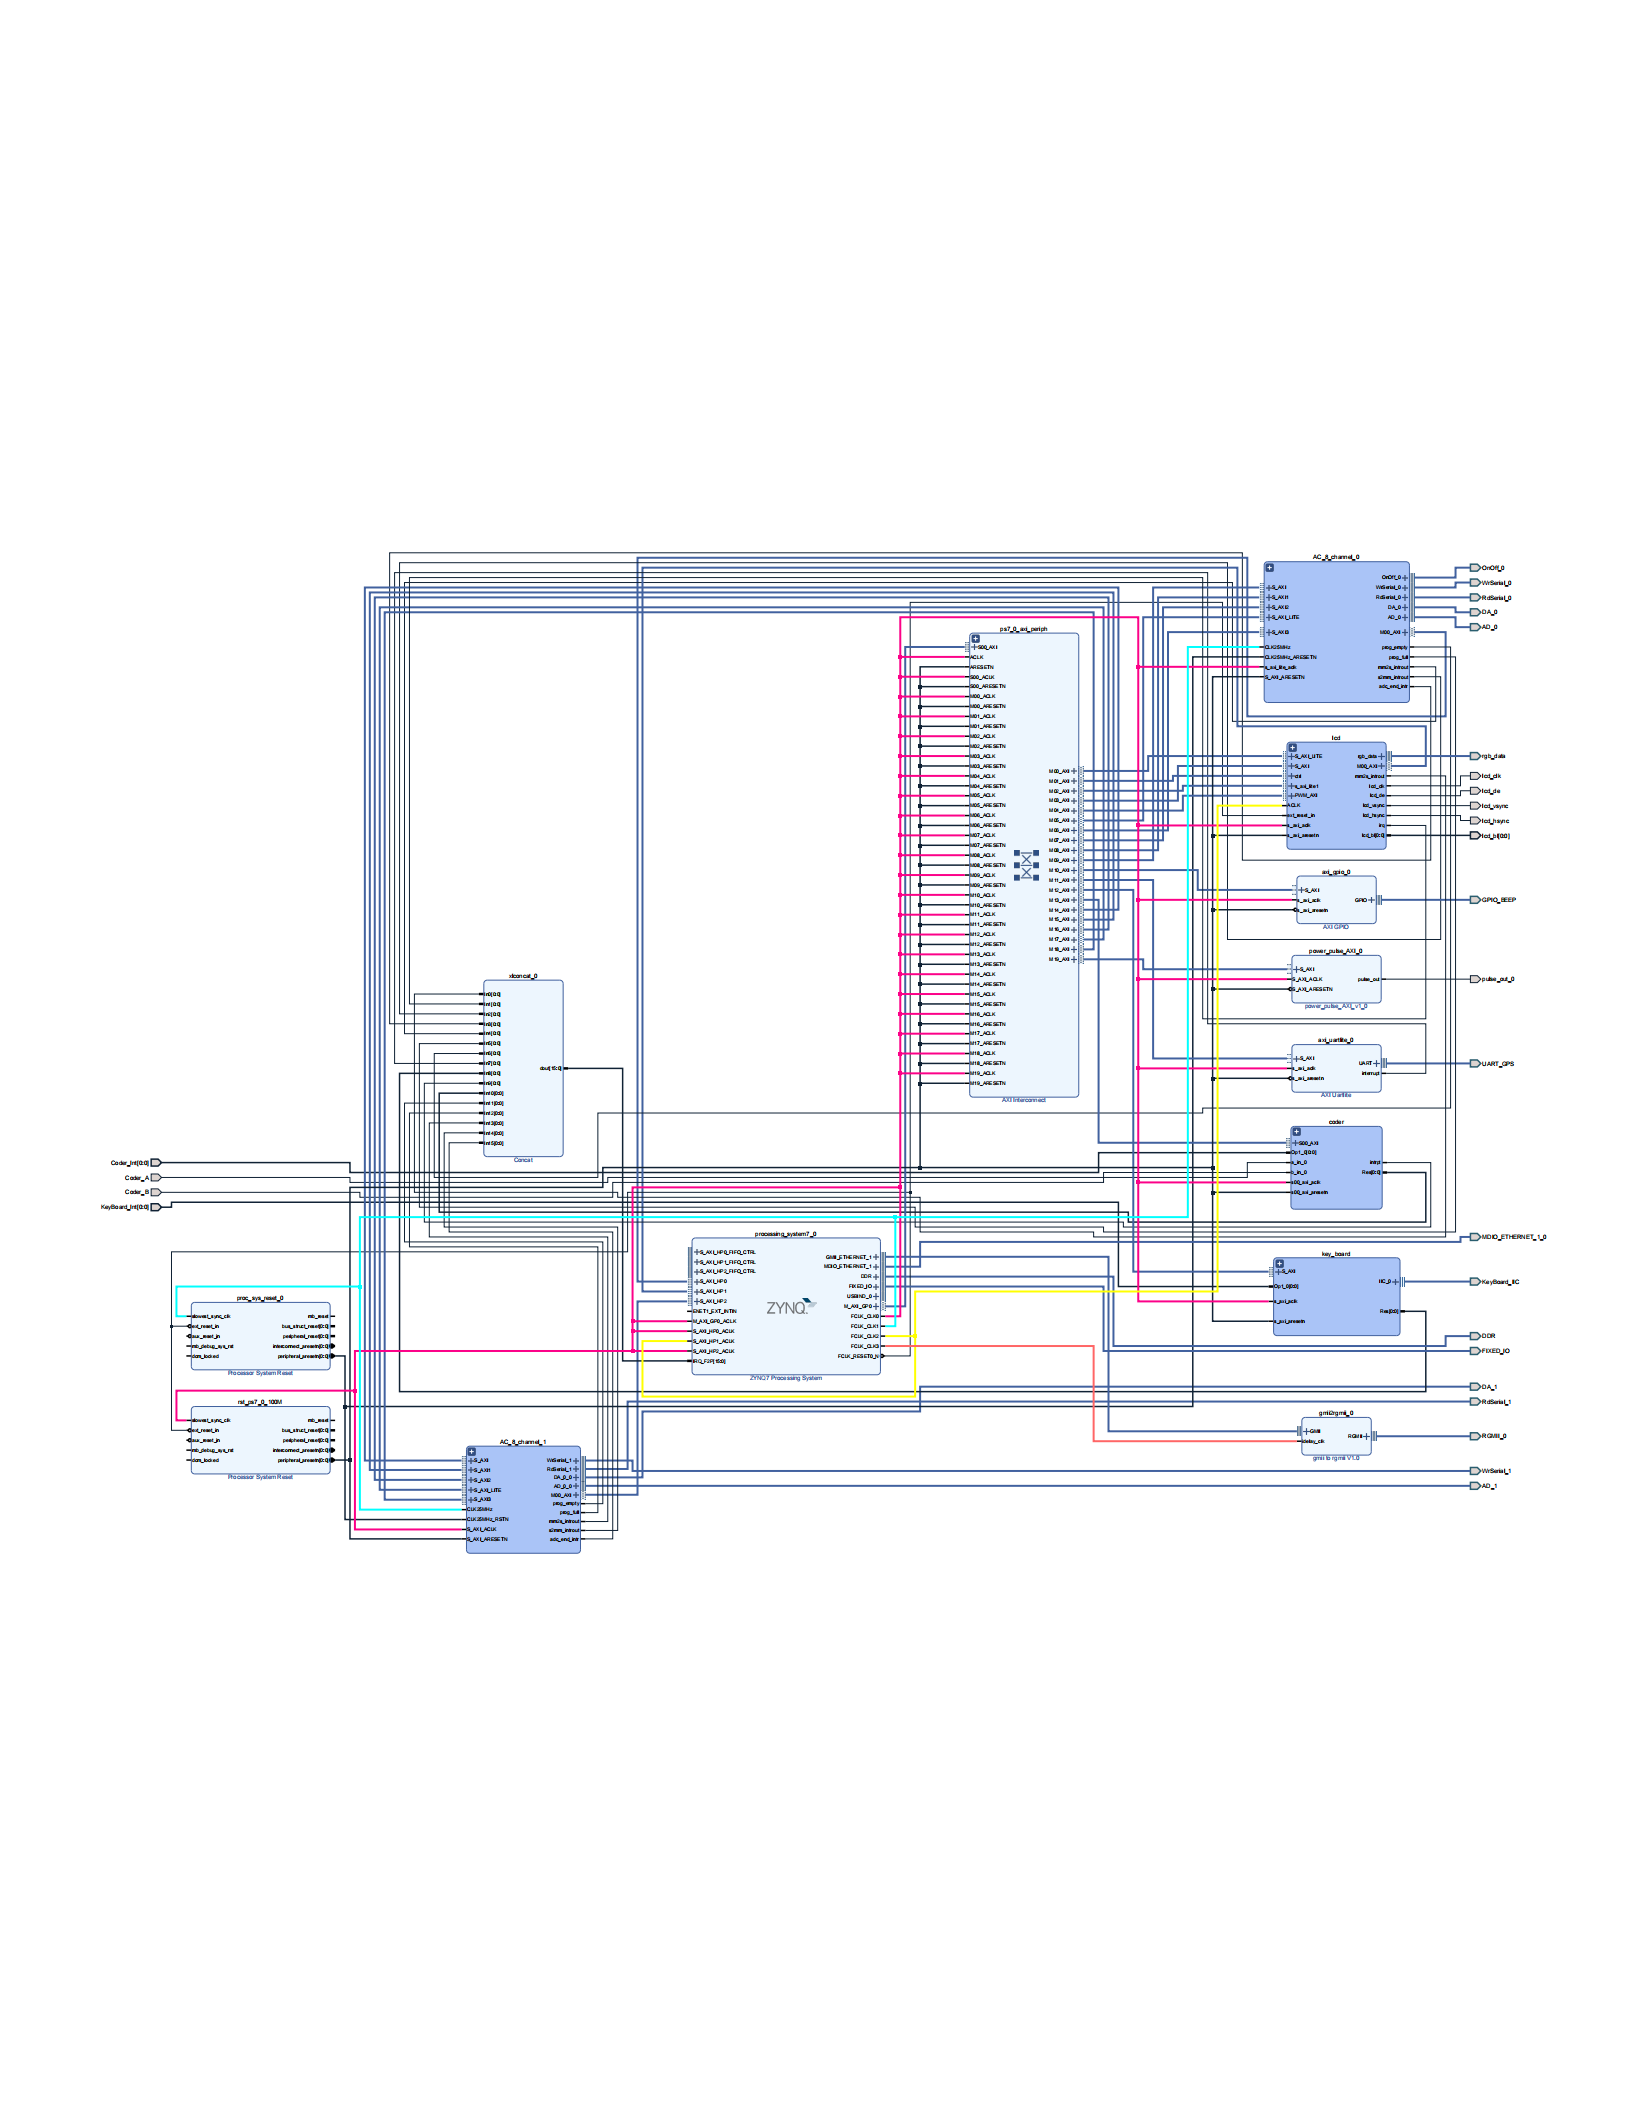 AC_8_channel_0
OnOff_0
S_AXI
WrSerial_0
S_AXI1
RdSerial_0
S_AXI2
DA_0
S_AXI_LITE
AD_0
S_AXI3
M00_AXI
CLK25MHz
prog_empty
CLK25MHz_ARESETN
prog_full
s_axi_lite_aclk
mm2s_introut
S_AXI_ARESETN
s2mm_introut
adc_end_intr
OnOff_0
WrSerial_0
RdSerial_0
DA_0
AD_0
ps7_0_axi_periph
S00_AXI
ACLK
ARESETN
S00_ACLK
S00_ARESETN
M00_ACLK
M00_ARESETN
M01_ACLK
M01_ARESETN
M02_ACLK
M02_ARESETN
M03_ACLK
M03_ARESETN
M04_ACLK
M04_ARESETN
M05_ACLK
M05_ARESETN
M06_ACLK
M06_ARESETN
M07_ACLK
M07_ARESETN
M08_ACLK
M08_ARESETN
M09_ACLK
M09_ARESETN
M10_ACLK
M10_ARESETN
M11_ACLK
M11_ARESETN
M12_ACLK
M12_ARESETN
M13_ACLK
M13_ARESETN
M14_ACLK
M14_ARESETN
M15_ACLK
M15_ARESETN
M16_ACLK
M16_ARESETN
M17_ACLK
M17_ARESETN
M18_ACLK
M18_ARESETN
M19_ACLK
M19_ARESETN
M00_AXI
M01_AXI
M02_AXI
M03_AXI
M04_AXI
M05_AXI
M06_AXI
M07_AXI
M08_AXI
M09_AXI
M10_AXI
M11_AXI
M12_AXI
M13_AXI
M14_AXI
M15_AXI
M16_AXI
M17_AXI
M18_AXI
M19_AXI
AXI Interconnect
lcd
S_AXI_LITE
rgb_data
S_AXI
M00_AXI
ctrl
mm2s_introut
s_axi_lite1
lcd_clk
PWM_AXI
lcd_de
ACLK
lcd_vsync
ext_reset_in
lcd_hsync
s_axi_aclk
irq
s_axi_aresetn
lcd_bl[0:0]
rgb_data
lcd_clk
lcd_de
lcd_vsync
lcd_hsync
lcd_bl[0:0]
axi_gpio_0
S_AXI
s_axi_aclk
GPIO
s_axi_aresetn
AXI GPIO
GPIO_BEEP
power_pulse_AXI_0
S_AXI
S_AXI_ACLK
pulse_out
S_AXI_ARESETN
power_pulse_AXI_v1_0
pulse_out_0
axi_uartlite_0
S_AXI
UART
s_axi_aclk
interrupt
s_axi_aresetn
AXI Uartlite
UART_GPS
xlconcat_0
In0[0:0]
In1[0:0]
In2[0:0]
In3[0:0]
In4[0:0]
In5[0:0]
In6[0:0]
In7[0:0]
In8[0:0]
In9[0:0]
In10[0:0]
In11[0:0]
In12[0:0]
In13[0:0]
In14[0:0]
In15[0:0]
dout[15:0]
Concat
coder
S00_AXI
Op1_0[0:0]
a_in_0
intrpt
b_in_0
Res[0:0]
s00_axi_aclk
s00_axi_aresetn
Coder_Int[0:0]
Coder_A
Coder_B
KeyBoard_Int[0:0]
processing_system7_0
S_AXI_HP0_FIFO_CTRL
S_AXI_HP1_FIFO_CTRL
S_AXI_HP2_FIFO_CTRL
S_AXI_HP0
S_AXI_HP1
S_AXI_HP2
ENET1_EXT_INTIN
M_AXI_GP0_ACLK
S_AXI_HP0_ACLK
S_AXI_HP1_ACLK
S_AXI_HP2_ACLK
IRQ_F2P[15:0]
ZYNQ
GMII_ETHERNET_1
MDIO_ETHERNET_1
DDR
FIXED_IO
USBIND_0
M_AXI_GP0
FCLK_CLK0
FCLK_CLK1
FCLK_CLK2
FCLK_CLK3
FCLK_RESET0_N
ZYNQ7 Processing System
MDIO_ETHERNET_1_0
key_board
S_AXI
Op1_0[0:0]
IIC_0
s_axi_aclk
Res[0:0]
s_axi_aresetn
KeyBoard_IIC
DDR
FIXED_IO
DA_1
RdSerial_1
proc_sys_reset_0
slowest_sync_clk
mb_reset
ext_reset_in
bus_struct_reset[0:0]
aux_reset_in
peripheral_reset[0:0]
mb_debug_sys_rst
interconnect_aresetn[0:0]
dcm_locked
peripheral_aresetn[0:0]
Processor System Reset
rst_ps7_0_100M
slowest_sync_clk
mb_reset
ext_reset_in
bus_struct_reset[0:0]
aux_reset_in
peripheral_reset[0:0]
mb_debug_sys_rst
interconnect_aresetn[0:0]
dcm_locked
peripheral_aresetn[0:0]
Processor System Reset
gmii2rgmii_0
GMII
RGMII
delay_clk
gmii to rgmii V1.0
RGMII_0
AC_8_channel_1
S_AXI
WrSerial_1
S_AXI1
RdSerial_1
S_AXI2
DA_0_0
S_AXI_LITE
AD_0_0
S_AXI3
M00_AXI
CLK25MHz
prog_empty
CLK25MHz_RSTN
prog_full
S_AXI_ACLK
mm2s_introut
S_AXI_ARESETN
s2mm_introut
adc_end_intr
WrSerial_1
AD_1